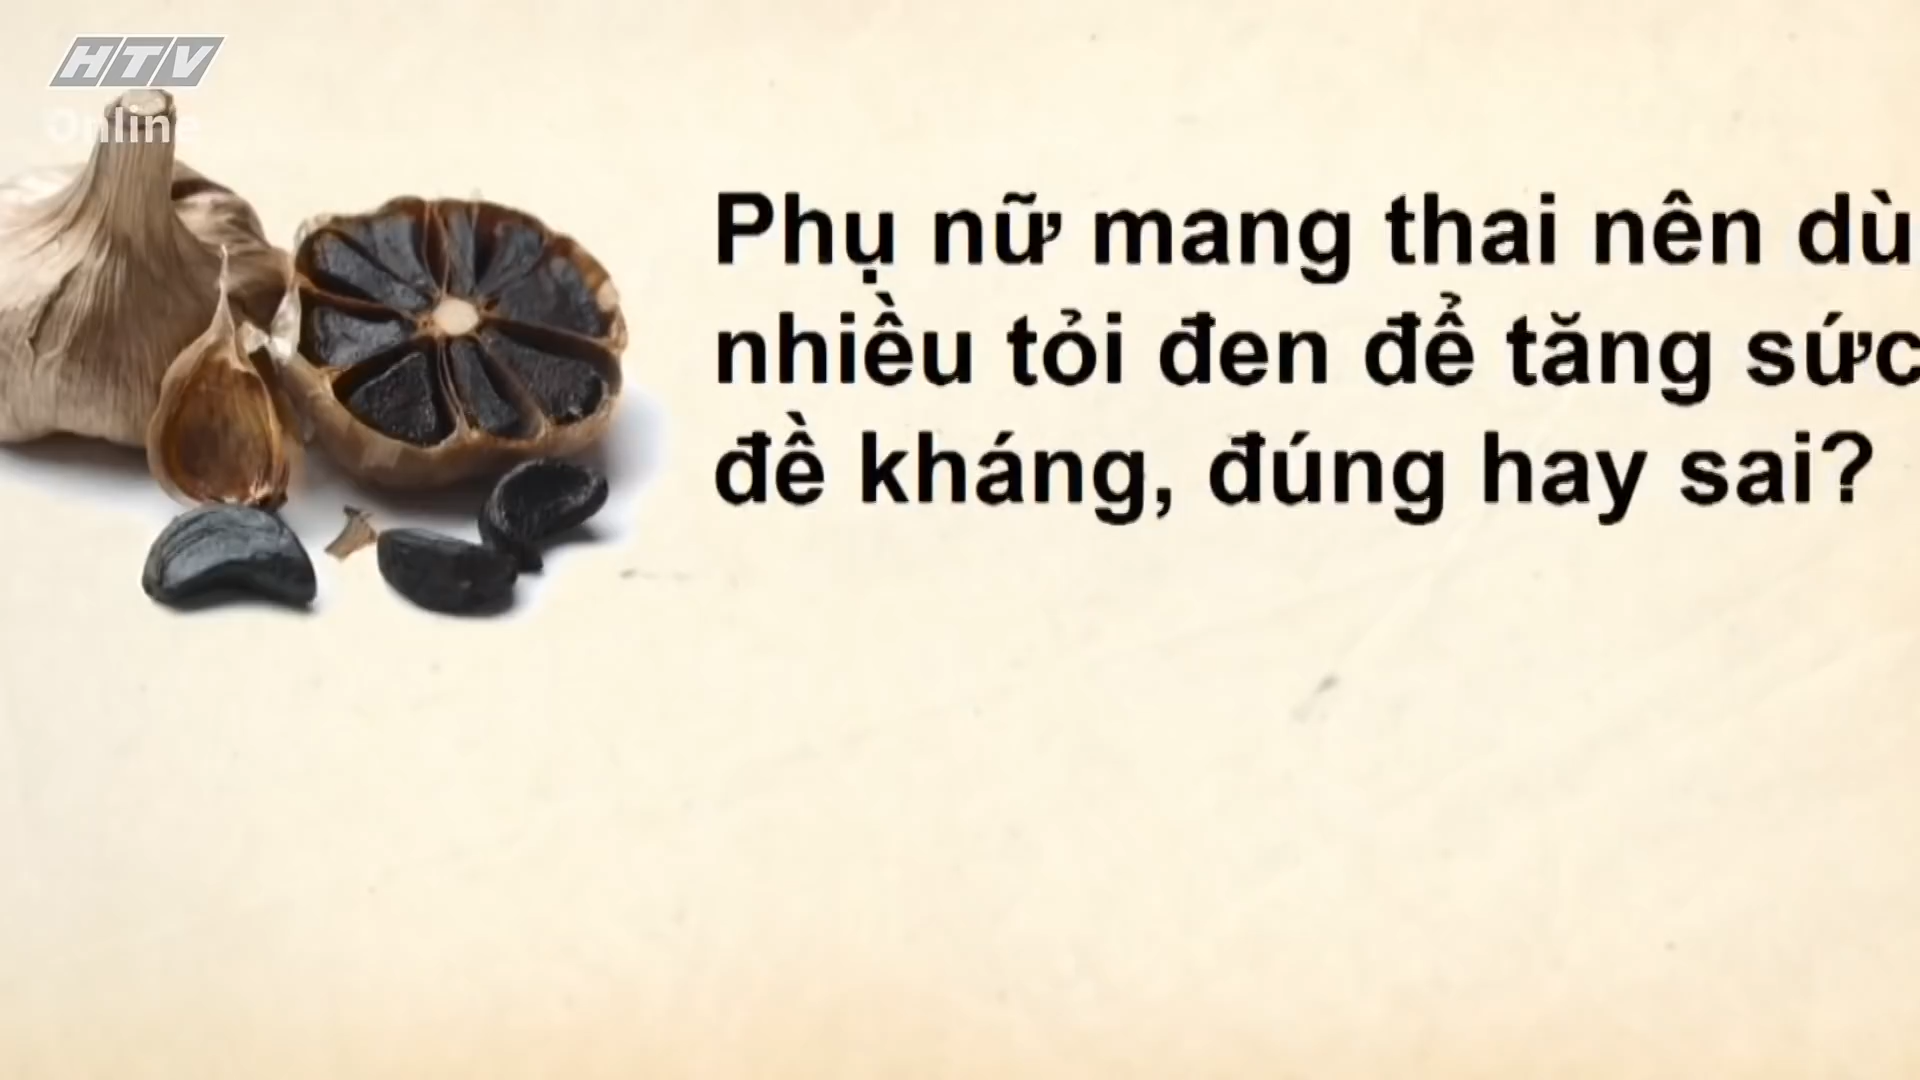 HTV
Online
Phụ nữ mang thai nên dù
nhiều tỏi đen để tăng sức
đề kháng, đúng hay sai?